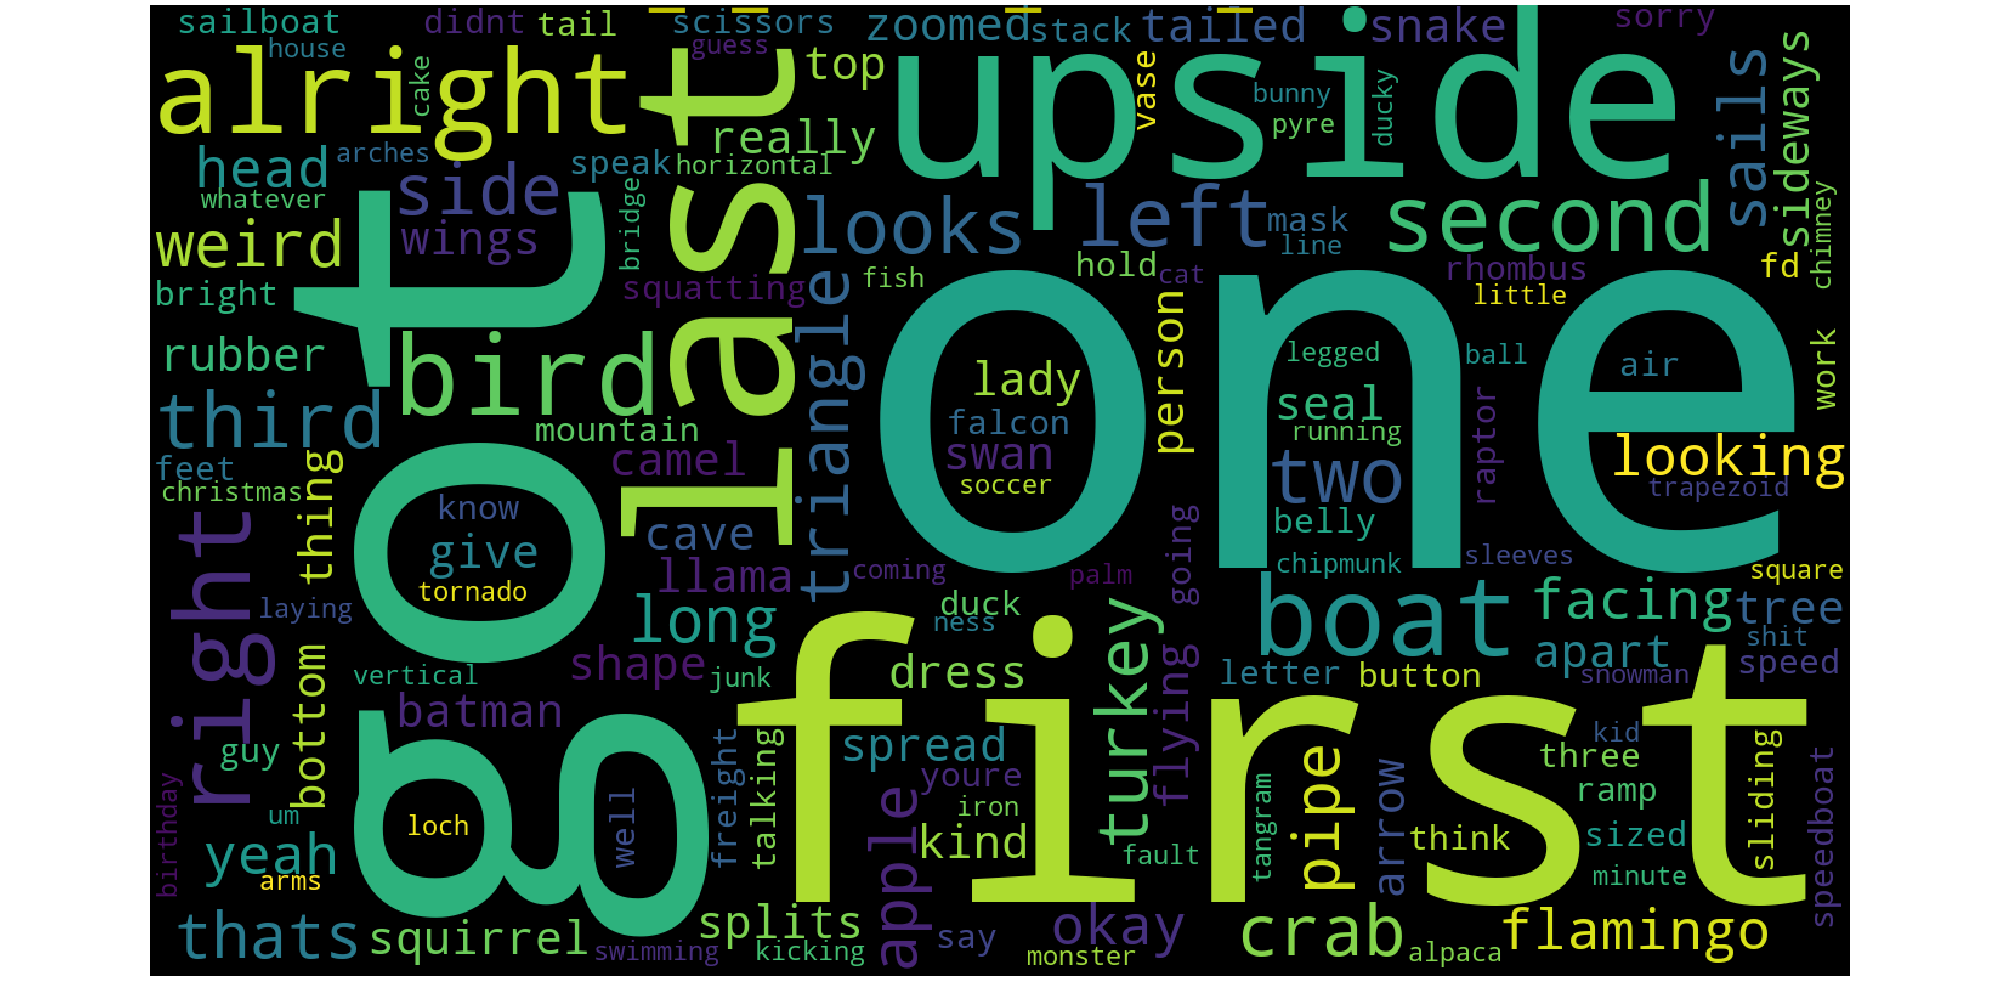 sailboat
didnt
tail
scissors
zoomed
stack
tailed
snake
sorry
house
guess
alright
cake
last
top
upside
vase
bunny
pyre
ducky
sails
sideways
really
head
arches
side
speak
horizontal
whatever
weird
wings
bridge
got
looks
left
mask
line
second
chimney
bright
squatting
triangle
fish
hold
cat
rhombus
little
fd
one
person
rubber
bird
lady
legged
ball
air
work
third
mountain
falcon
seal
running
raptor
looking
feet
camel
swan
two
trapezoid
christmas
thing
soccer
right
know
cave
belly
give
going
sleeves
tornado
llama
coming
palm
chipmunk
square
laying
long
duck
ness
boat
facing
tree
shit
bottom
vertical
shape
junk
dress
turkey
flying
letter
button
apart
snowman
speed
batman
first
guy
freight
talking
spread
youre
pipe
arrow
three
kid
sliding
speedboat
birthday
um
loch
well
apple
iron
kind
tangram
think
ramp
sized
yeah
arms
fault
minute
thats
squirrel
swimming
splits
kicking
say
okay
monster
crab
alpaca
flamingo